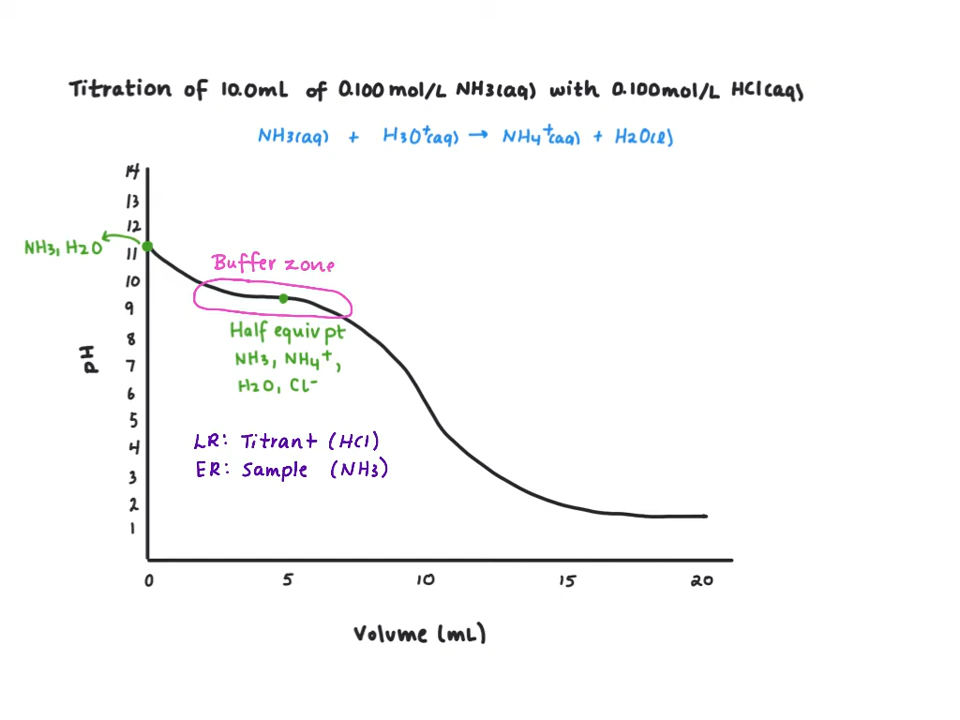 Titration of 10.0mL of 0.100 mol/L NH3(aq) with 0.100mol/L HCl(aq)
NH3(aq) + H3O+(aq) → NH4+(aq) + H2O(l)
14
13
12
NH3, H2O
11
Buffer zone
10
9
Half equiv pt
8
NH3, NH4+,
7
H2O, Cl-
6
pH
5
LR: Titrant (HCl)
4
ER: Sample (NH3)
3
2
1
0 5 10 15 20
Volume (mL)